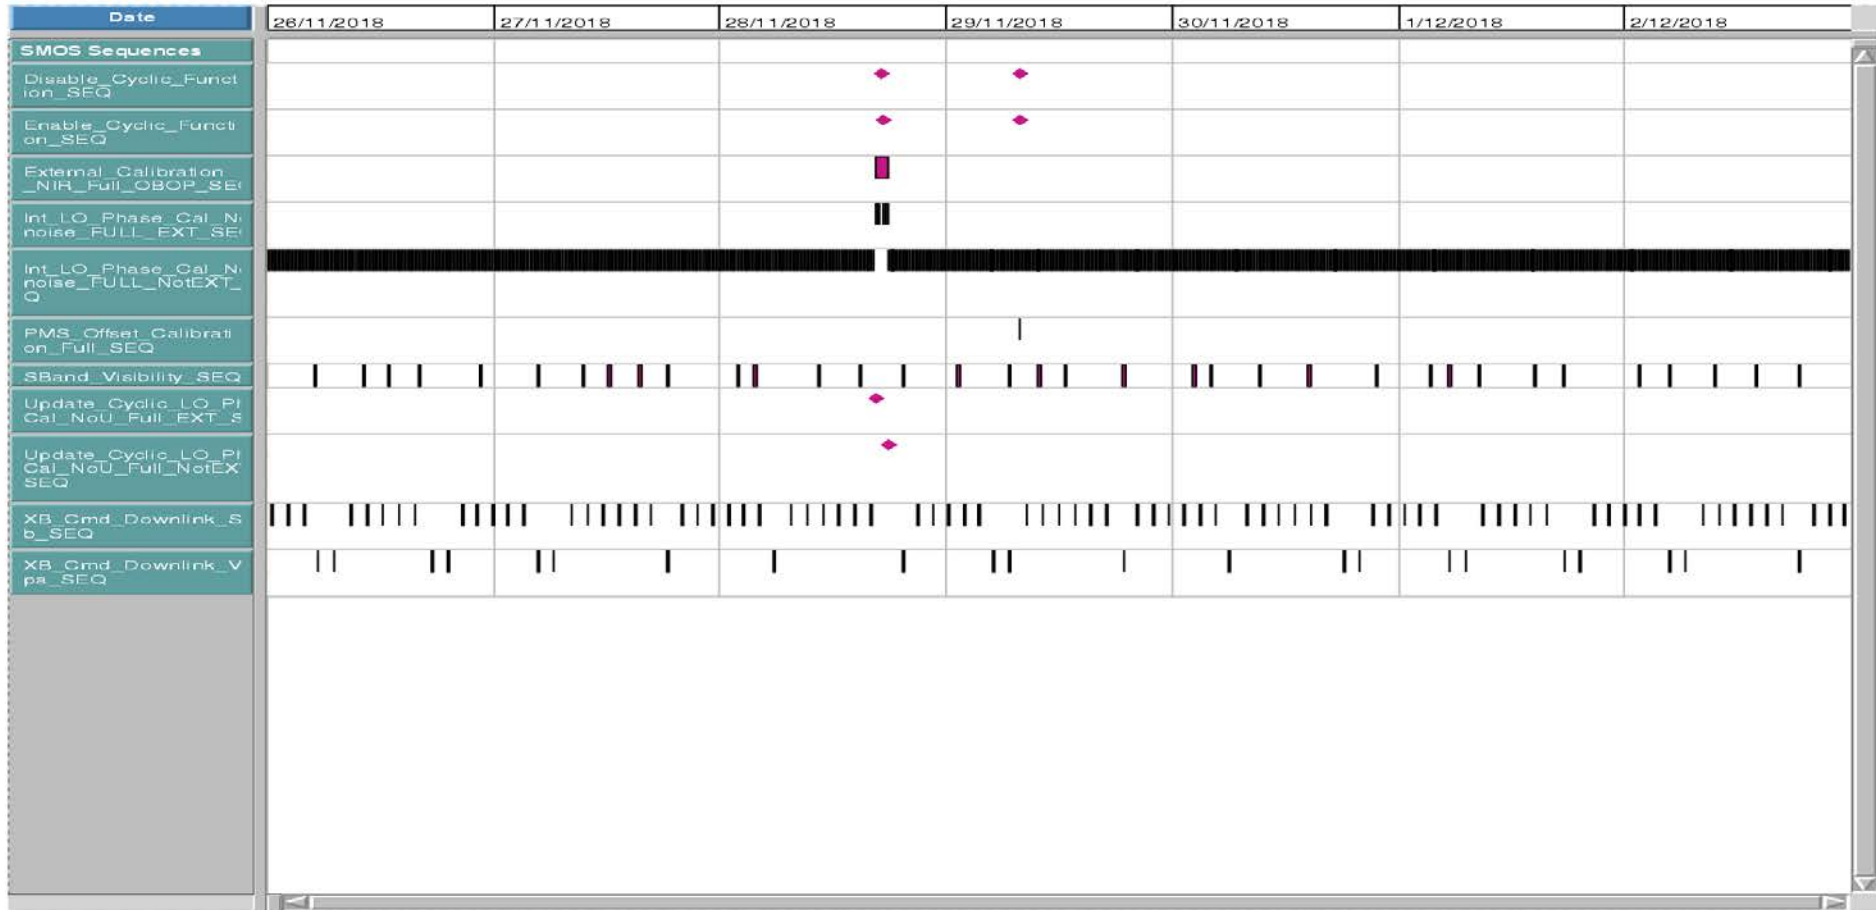 Date
26/11/2018 27/11/2018 28/11/2018 29/11/2018 30/11/2018 1/12/2018 2/12/2018
SMOS Sequences
Disable_Cyclic_Funct
ion_SEQ
Enable_Cyclic_Functi
on_SEQ
External_Calibration
_NIR_Full_OBOP_SE
Int_LO_Phase_Cal_N
noise_FULL_EXT_SE
Int_LO_Phase_Cal_N
noise_FULL_NotEXT_
Q
PMS_Offset_Calibrati
on_Full_SEQ
SBand_Visibility_SEQ
Update_Cyclic_LO_P
Cal_NoU_Full_EXT_S
Update_Cyclic_LO_P
Cal_NoU_Full_NotEX
SEQ
XB_Cmd_Downlink_S
b_SEQ
XB_Cmd_Downlink_V
pa_SEQ